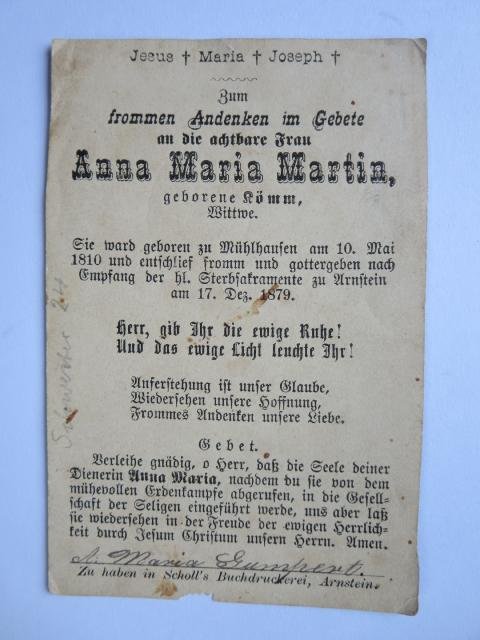 Jesus † Maria † Joseph †
Zum
frommen Andenken im Gebete
an die achtbare Frau
Anna Maria Martin,
geborene Kömm,
Wittwe.
Sie ward geboren zu Mühlhausen am 10. Mai
1810 und entschlief fromm und gottergeben nach
Empfang der hl. Sterbsakramente zu Arnstein
am 17. Dez. 1879.
Herr, gib Ihr die ewige Ruhe!
Und das ewige Licht leuchte Ihr!
Auferstehung ist unser Glaube,
Wiedersehen unsere Hoffnung,
Frommes Andenken unsere Liebe.
Gebet.
Verleihe gnädig, o Herr, daß die Seele deiner
Dienerin Anna Maria, nachdem du sie von dem
mühevollen Erdenkampfe abgerufen, in die Gesell-
schaft der Seligen eingeführt werde, uns aber laß
sie wiedersehen in der Freude der ewigen Herrlich-
keit durch Jesum Christum unsern Herrn. Amen.
Maria Gumpert.
Zu haben in Scholl's Buchdruckerei, Arnstein.
24